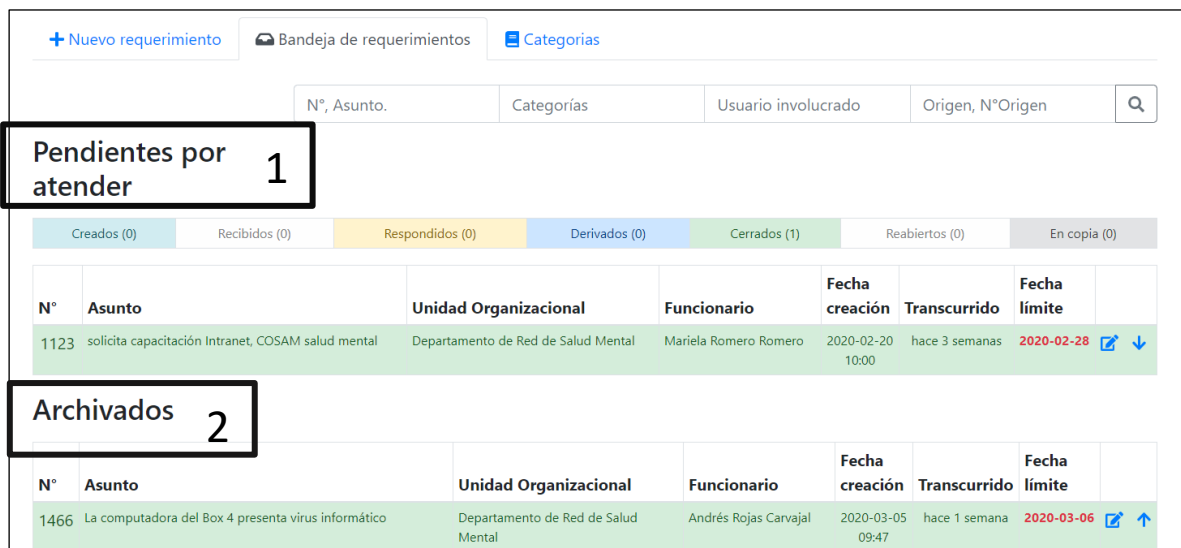 Nuevo requerimiento Bandeja de requerimientos Categorias
N°, Asunto. Categorías Usuario involucrado Origen, N°Origen
Pendientes por
atender
1
Creados (0) Recibidos (0) Respondidos (0) Derivados (0) Cerrados (1) Reabiertos (0) En copia (0)
N° Asunto Unidad Organizacional Funcionario Fecha creación Transcurrido Fecha límite
1123 solicita capacitación Intranet, COSAM salud mental Departamento de Red de Salud Mental Mariela Romero Romero 2020-02-20 10:00 hace 3 semanas 2020-02-28
Archivados
2
N° Asunto Unidad Organizacional Funcionario Fecha creación Transcurrido Fecha límite
1466 La computadora del Box 4 presenta virus informático Departamento de Red de Salud Mental Andrés Rojas Carvajal 2020-03-05 09:47 hace 1 semana 2020-03-06